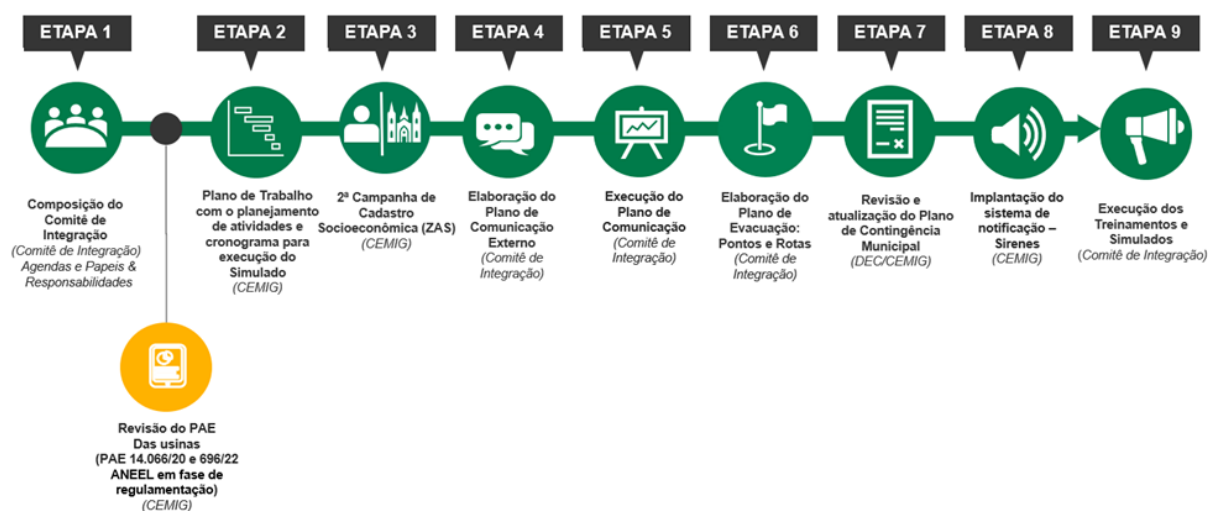 ETAPA 1
Composição do
Comitê de
Integração
(Comitê de Integração)
Agendas e Papeis &
Responsabilidades
Revisão do PAE
Das usinas
(PAE 14.066/20 e 696/22
ANEEL em fase de
regulamentação)
(CEMIG)
ETAPA 2
Plano de Trabalho
com o planejamento
de atividades e
cronograma para
execução do
Simulado
(CEMIG)
ETAPA 3
2ª Campanha de
Cadastro
Socioeconômica (ZAS)
(CEMIG)
ETAPA 4
Elaboração do
Plano de
Comunicação
Externo
(Comitê de
Integração)
ETAPA 5
Execução do
Plano de
Comunicação
(Comitê de
Integração)
ETAPA 6
Elaboração do
Plano de
Evacuação:
Pontos e Rotas
(Comitê de
Integração)
ETAPA 7
Revisão e
atualização do Plano
de Contingência
Municipal
(DEC/CEMIG)
ETAPA 8
Implantação do
sistema de
notificação –
Sirenes
(CEMIG)
ETAPA 9
Execução dos
Treinamentos e
Simulados
(Comitê de Integração)